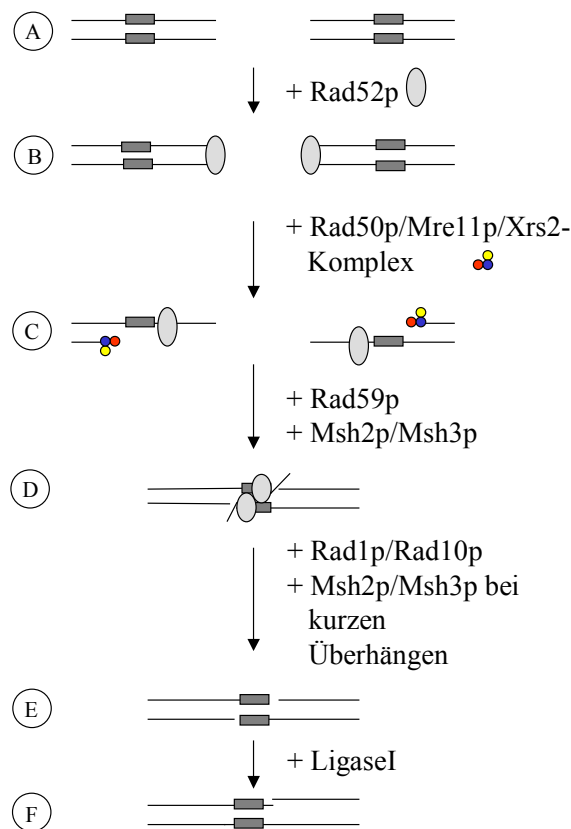 A
+ Rad52p
B
+ Rad50p/Mre11p/Xrs2-
Komplex
C
+ Rad59p
+ Msh2p/Msh3p
D
+ Rad1p/Rad10p
+ Msh2p/Msh3p bei
kurzen
Überhängen
E
+ LigaseI
F